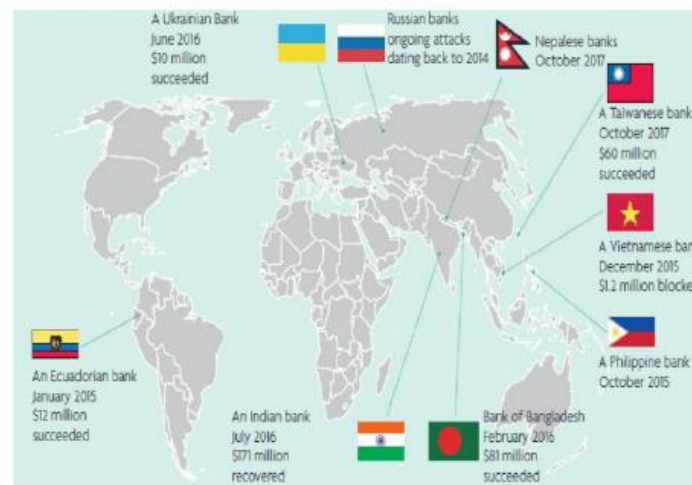 A Ukrainian Bank
June 2016
$10 million
succeeded
Russian banks
ongoing attacks
dating back to 2014
Nepalese banks
October 2017
A Taiwanese bank
October 2017
$60 million
succeeded
A Vietnamese ban
December 2015
$1.2 million blocke
A Philippine bank
October 2015
An Ecuadorian bank
January 2015
$12 million
succeeded
An Indian bank
July 2016
$171 million
recovered
Bank of Bangladesh
February 2016
$81 million
succeeded